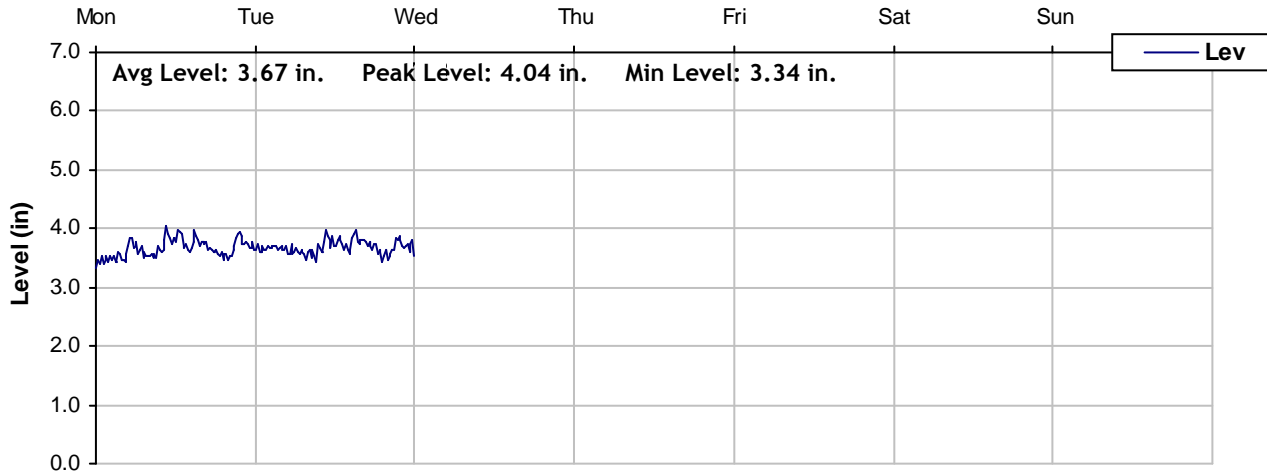 Mon Tue Wed Thu Fri Sat Sun
7.0
Lev
Avg Level: 3.67 in. Peak Level: 4.04 in. Min Level: 3.34 in.
6.0
5.0
4.0
Level (in)
3.0
2.0
1.0
0.0